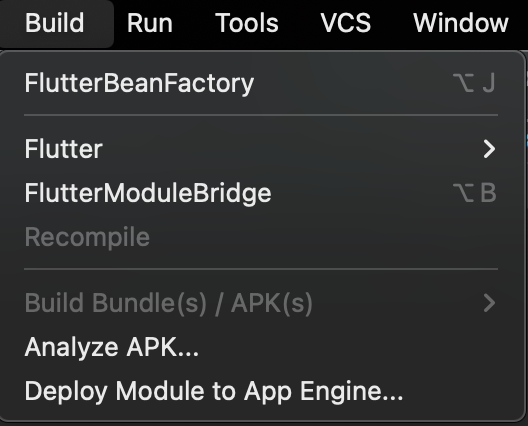 Build Run Tools VCS Window
FlutterBeanFactory ⌥ J
Flutter
FlutterModuleBridge ⌥ B
Recompile
Build Bundle(s) / APK(s)
Analyze APK...
Deploy Module to App Engine...